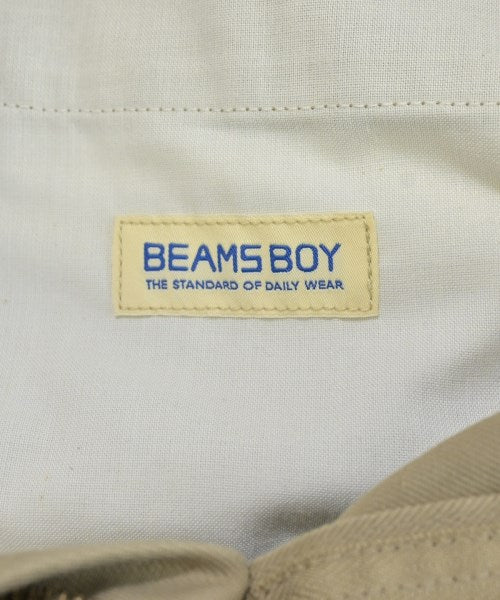 BEAMS BOY
THE STANDARD OF DAILY WEAR